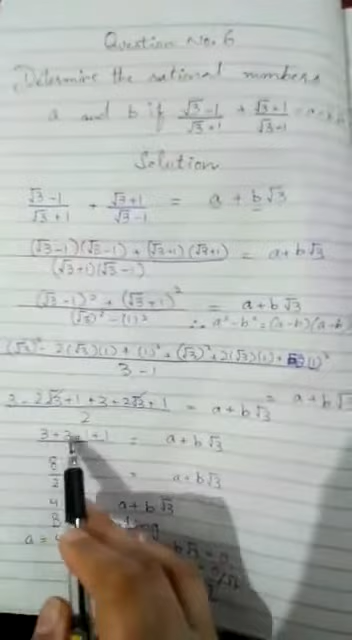 Question No. 6
Determine the rational numbers
a and b if (√3 -1)/(√3 +1) + (√3 +1)/(√3 -1) = a+b√3
Solution
(√3 -1)/(√3 +1) + (√3 +1)/(√3 -1) = a + b√3
((√3-1)(√3-1) + (√3+1)(√3+1))/((√3+1)(√3-1)) = a+b√3
((√3-1)² + (√3+1)²)/((√3)² - (1)²) = a+b√3
∴ a² - b² = (a-b)(a-b)
((√3)² - 2(√3)(1) + (1)² + (√3)² + 2(√3)(1) + (1)²)/(3-1) = a+b√3
(3 - 2√3 +1 +3 + 2√3 +1)/2 = a+b√3
3+3+1+1 = a+b√3
= a+b√3
a+b√3